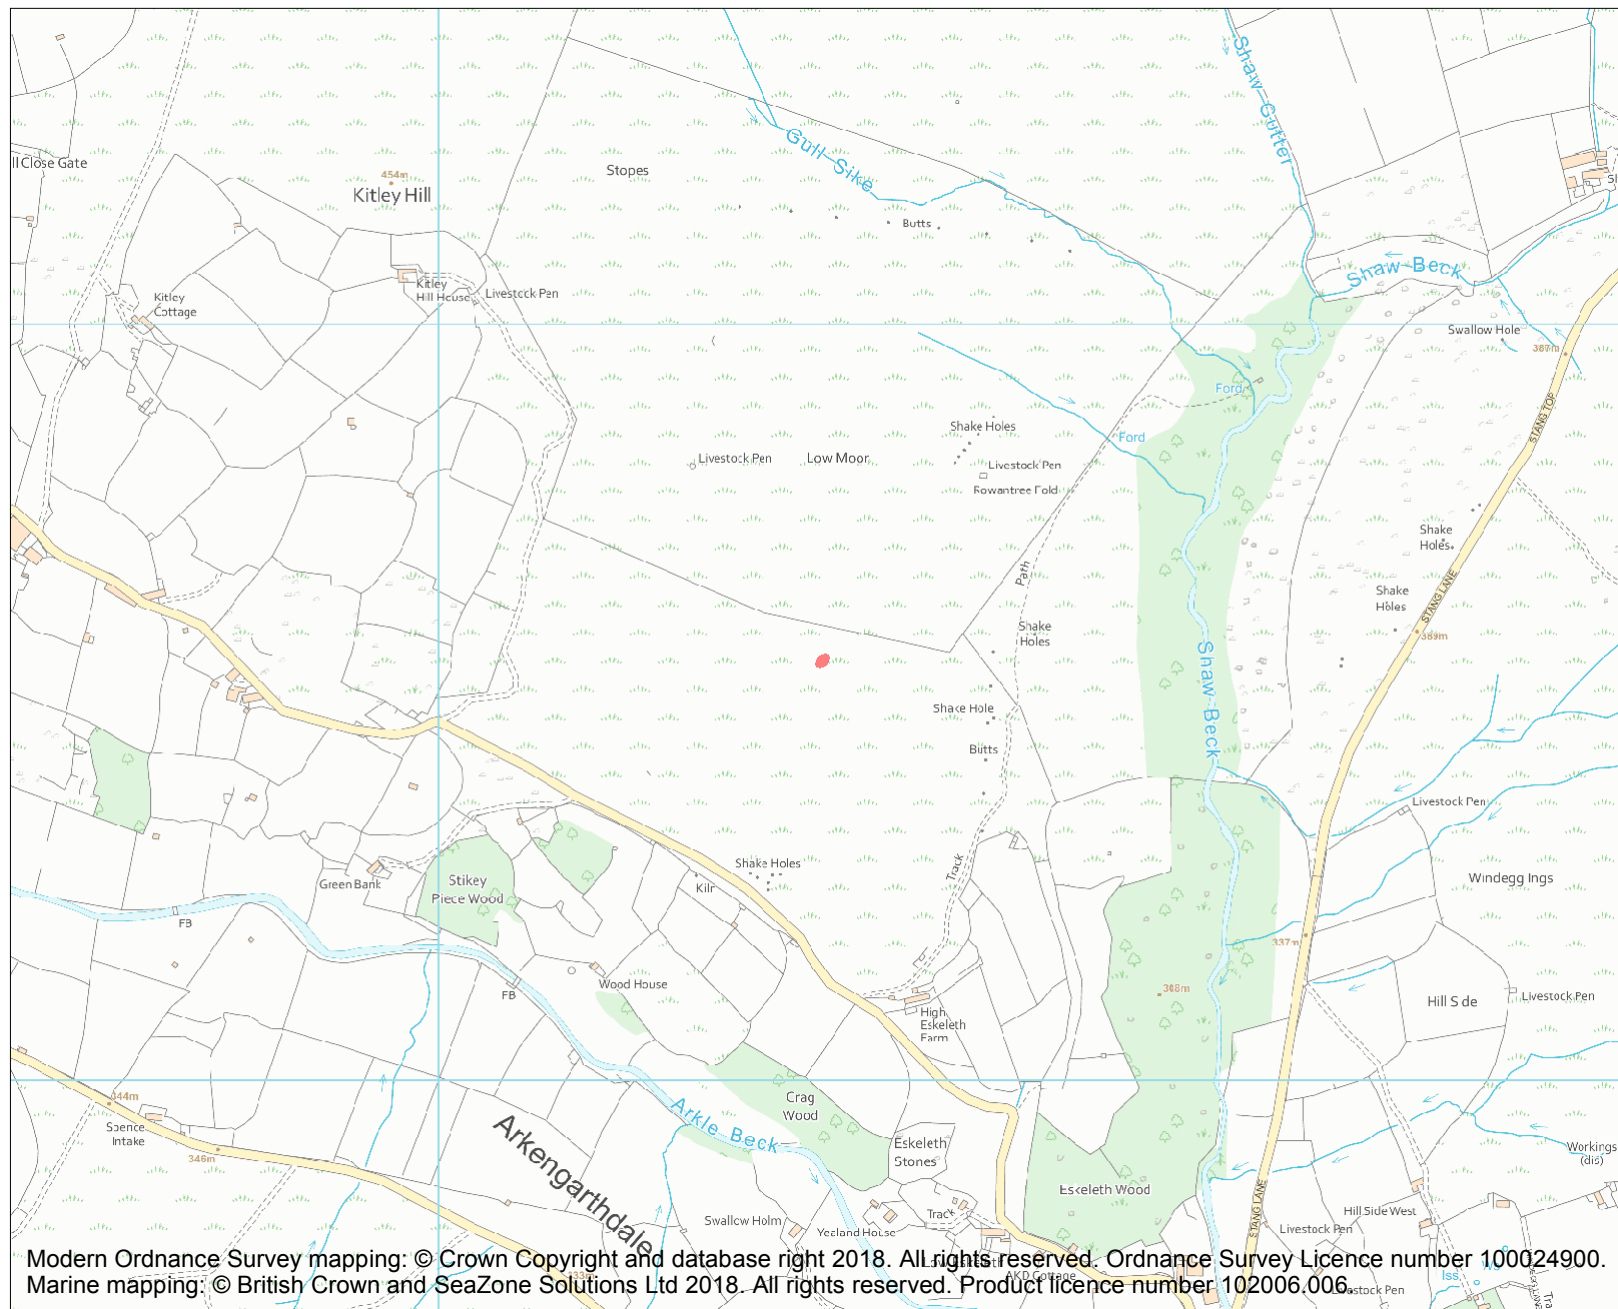 Shaw Gutter
Gull Sike
ll Close Gate
454m
Kitley Hill
Stopes
Butts
Shaw Beck
Kitley
Cottage
Kitley
Hill House
Livestock Pen
Swallow Hole
387m
Ford
STANG TOP
Shake Holes
Ford
Livestock Pen
Low Moor
Livestock Pen
Rowantree Fold
Shake
Holes
Path
Shake
Holes
STANG LANE
Shake
Holes
389m
Shaw Beck
Shake Hole
Butts
Livestock Pen
Shake Holes
Track
Green Bank
Stikey
Piece Wood
Kiln
Windegg Ings
FB
337m
FB
Wood House
308m
Hill Side
Livestock Pen
High
Eskeleth
Farm
344m
Spence
Intake
Arkengarthdale
Arkle Beck
Crag
Wood
Eskeleth
Stones
346m
Workings
(dis)
Eskeleth Wood
STANG LANE
Swallow Holm
Track
Yealand House
Hill Side West
Livestock Pen
Modern Ordnance Survey mapping: © Crown Copyright and database right 2018. All rights reserved. Ordnance Survey Licence number 100024900.
AKD Cottage
Iss
Livestock Pen
Marine mapping: © British Crown and SeaZone Solutions Ltd 2018. All rights reserved. Product licence number 102006.006.